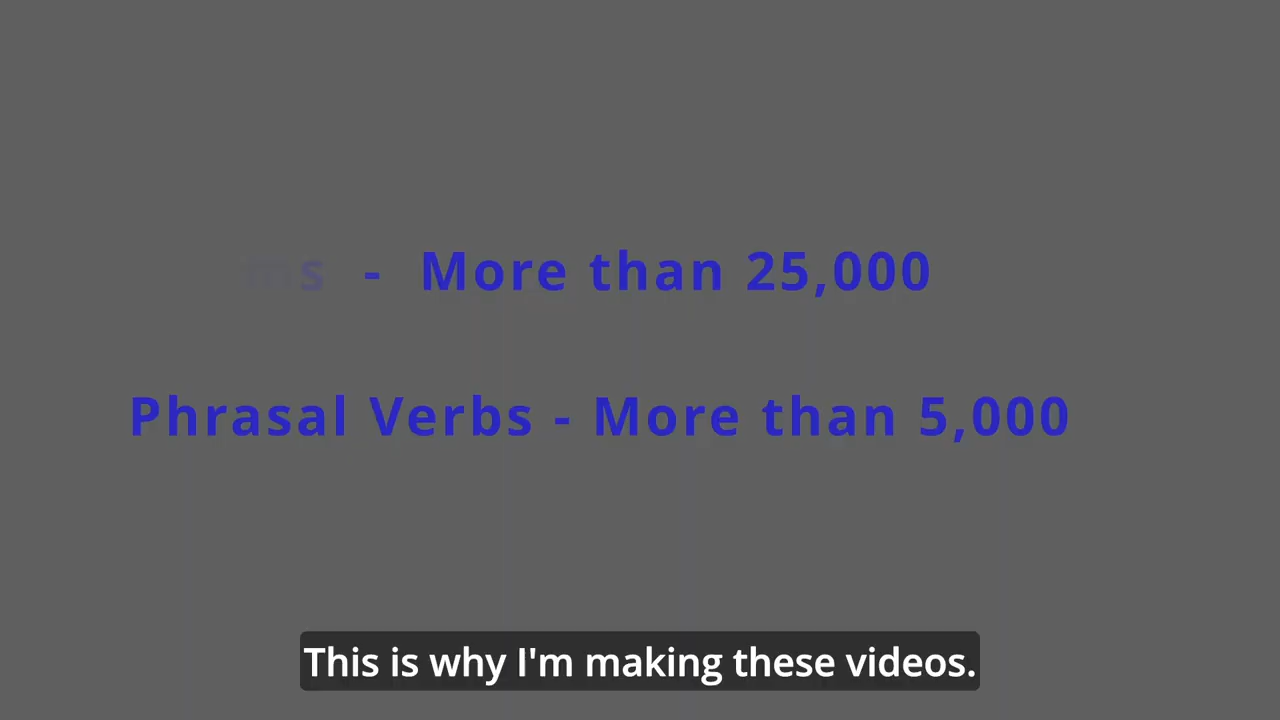 - More than 25,000
Phrasal Verbs - More than 5,000
This is why I'm making these videos.